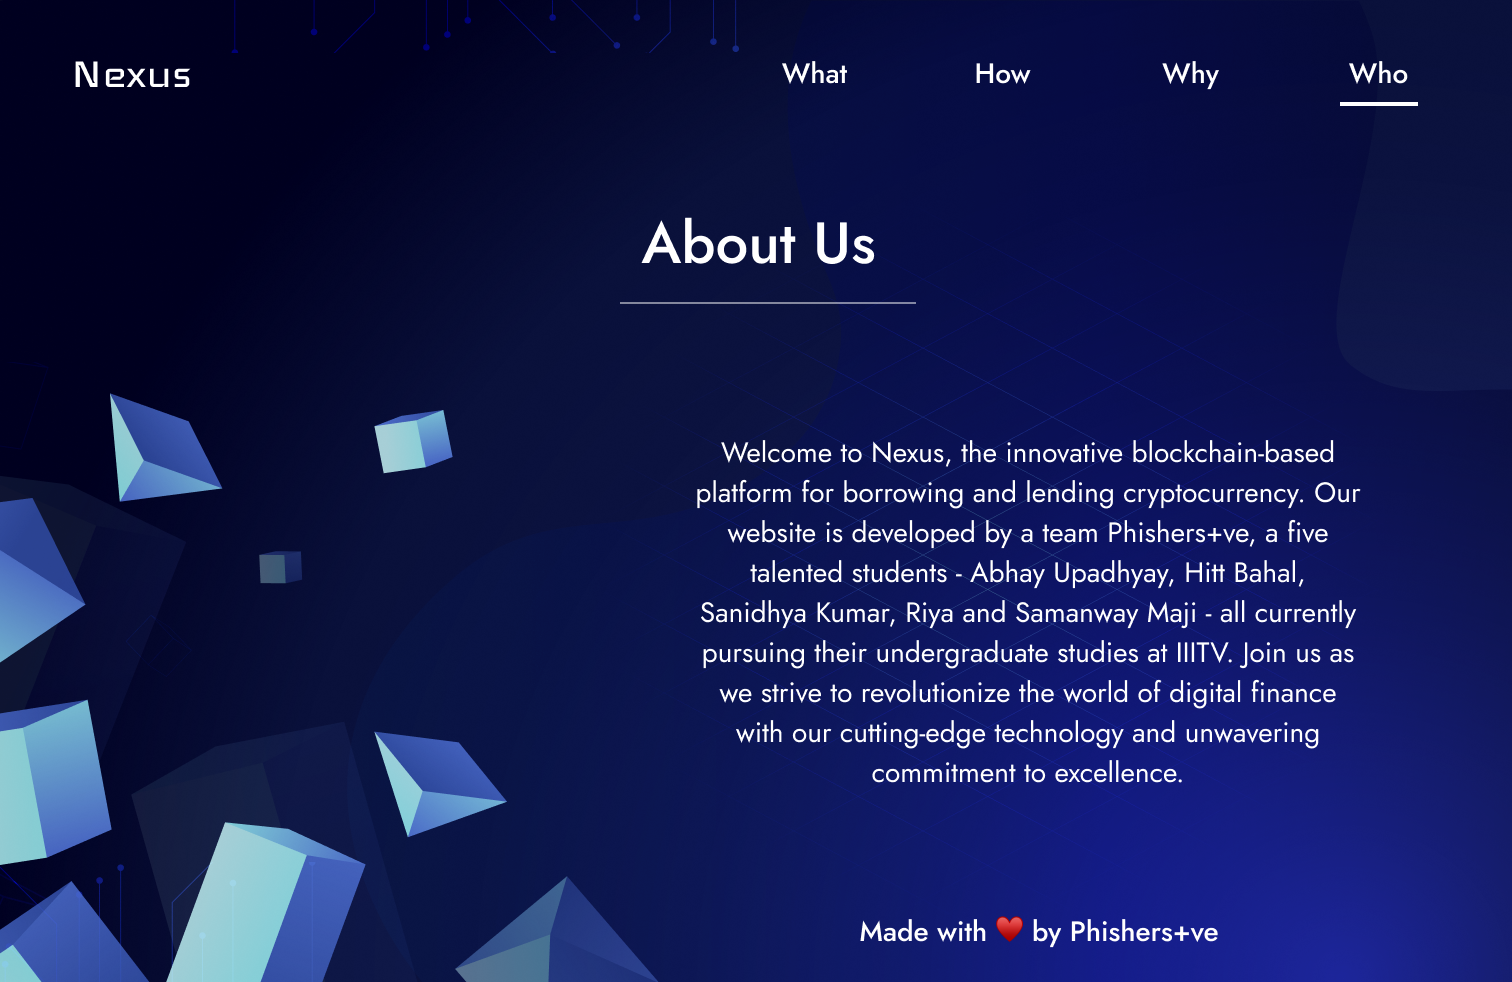 Nexus
What How Why Who
About Us
Welcome to Nexus, the innovative blockchain-based
platform for borrowing and lending cryptocurrency. Our
website is developed by a team Phishers+ve, a five
talented students - Abhay Upadhyay, Hitt Bahal,
Sanidhya Kumar, Riya and Samanway Maji - all currently
pursuing their undergraduate studies at IIITV. Join us as
we strive to revolutionize the world of digital finance
with our cutting-edge technology and unwavering
commitment to excellence.
Made with ♥ by Phishers+ve